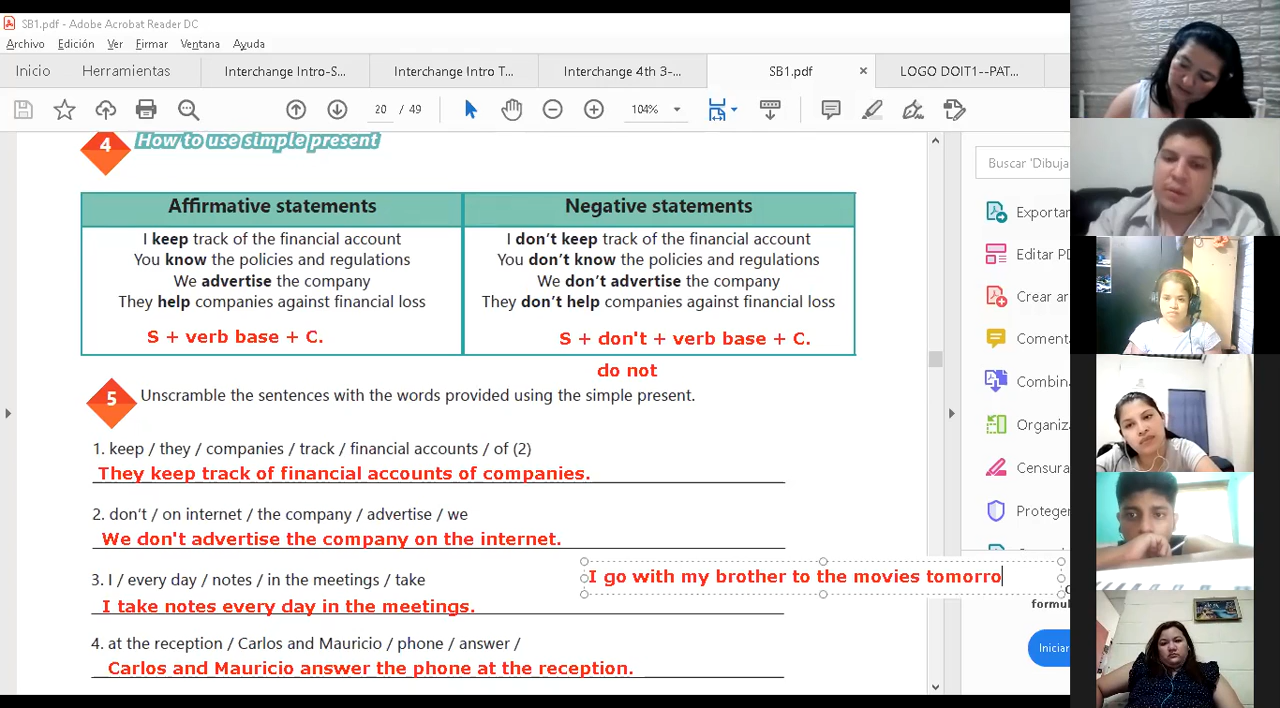 SB1.pdf - Adobe Acrobat Reader DC
Archivo Edición Ver Firmar Ventana Ayuda
Inicio Herramientas Interchange Intro-S... Interchange Intro T... Interchange 4th 3-... SB1.pdf × LOGO DOIT1--PAT...
20 / 49 104%
4 How to use simple present
Affirmative statements Negative statements
I keep track of the financial account I don't keep track of the financial account
You know the policies and regulations You don't know the policies and regulations
We advertise the company We don't advertise the company
They help companies against financial loss They don't help companies against financial loss
S + verb base + C. S + don't + verb base + C.
do not
5 Unscramble the sentences with the words provided using the simple present.
1. keep / they / companies / track / financial accounts / of (2)
They keep track of financial accounts of companies.
2. don't / on internet / the company / advertise / we
We don't advertise the company on the internet.
3. I / every day / notes / in the meetings / take
I go with my brother to the movies tomorro
I take notes every day in the meetings.
4. at the reception / Carlos and Mauricio / phone / answer /
Carlos and Mauricio answer the phone at the reception.
Buscar 'Dibuja
Exportar
Editar PD
Crear ar
Comenta
Combin
Organiz
Censura
Proteger
formul
Iniciar